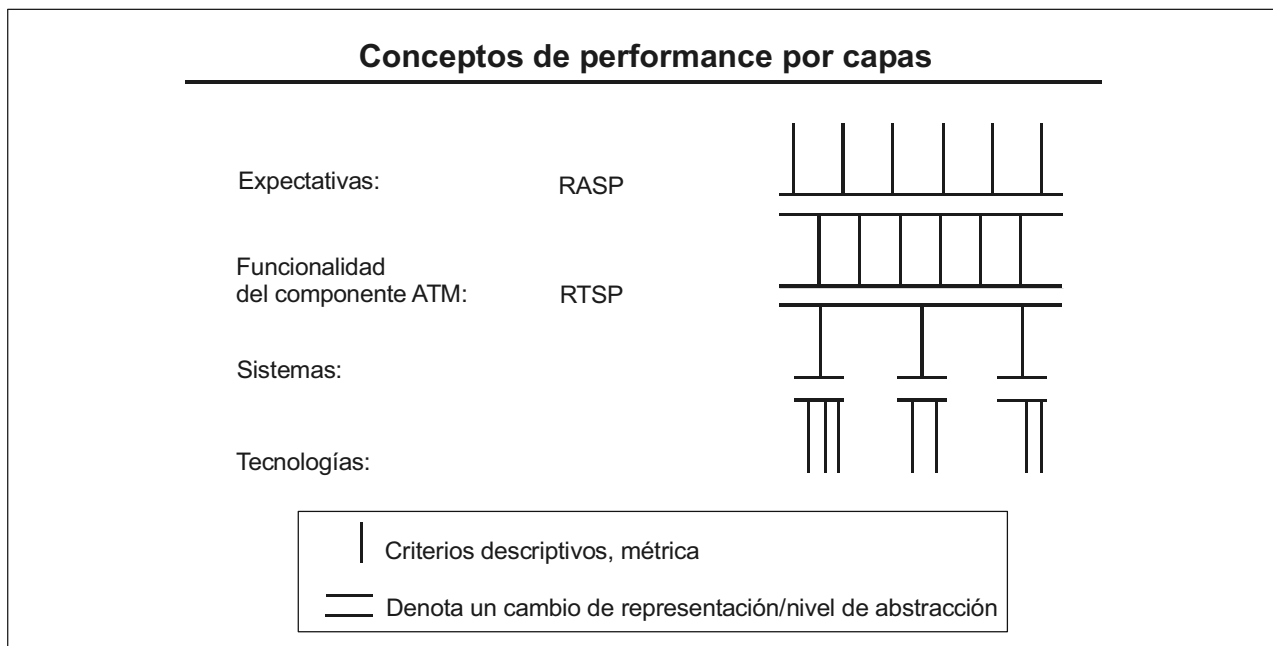 Conceptos de performance por capas
Expectativas: RASP
Funcionalidad
del componente ATM: RTSP
Sistemas:
Tecnologías:
Criterios descriptivos, métrica
Denota un cambio de representación/nivel de abstracción